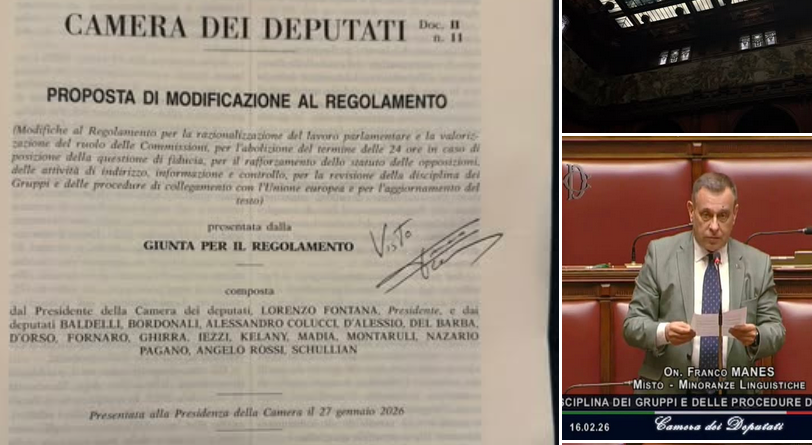 CAMERA DEI DEPUTATI Doc. II
n. 11
PROPOSTA DI MODIFICAZIONE AL REGOLAMENTO
(Modifiche al Regolamento per la razionalizzazione del lavoro parlamentare e la valoriz-
zazione del ruolo delle Commissioni, per l'abolizione del termine delle 24 ore in caso di
posizione della questione di fiducia, per il rafforzamento dello statuto delle opposizioni,
delle attività di indirizzo, informazione e controllo, per la revisione della disciplina dei
Gruppi e delle procedure di collegamento con l'Unione europea e per l'aggiornamento del
testo)
presentata dalla
GIUNTA PER IL REGOLAMENTO
VISTO
composta
dal Presidente della Camera dei deputati, LORENZO FONTANA, Presidente, e dai
deputati BALDELLI, BORDONALI, ALESSANDRO COLUCCI, D'ALESSIO, DEL BARBA,
D'ORSO, FORNARO, GHIRRA, IEZZI, KELANY, MADIA, MONTARULI, NAZARIO
PAGANO, ANGELO ROSSI, SCHULLIAN
Presentata alla Presidenza della Camera il 27 gennaio 2026
On. Franco MANES
Misto - Minoranze Linguistiche
SCIPLINA DEI GRUPPI E DELLE PROCEDURE D
16.02.26 Camera dei Deputati